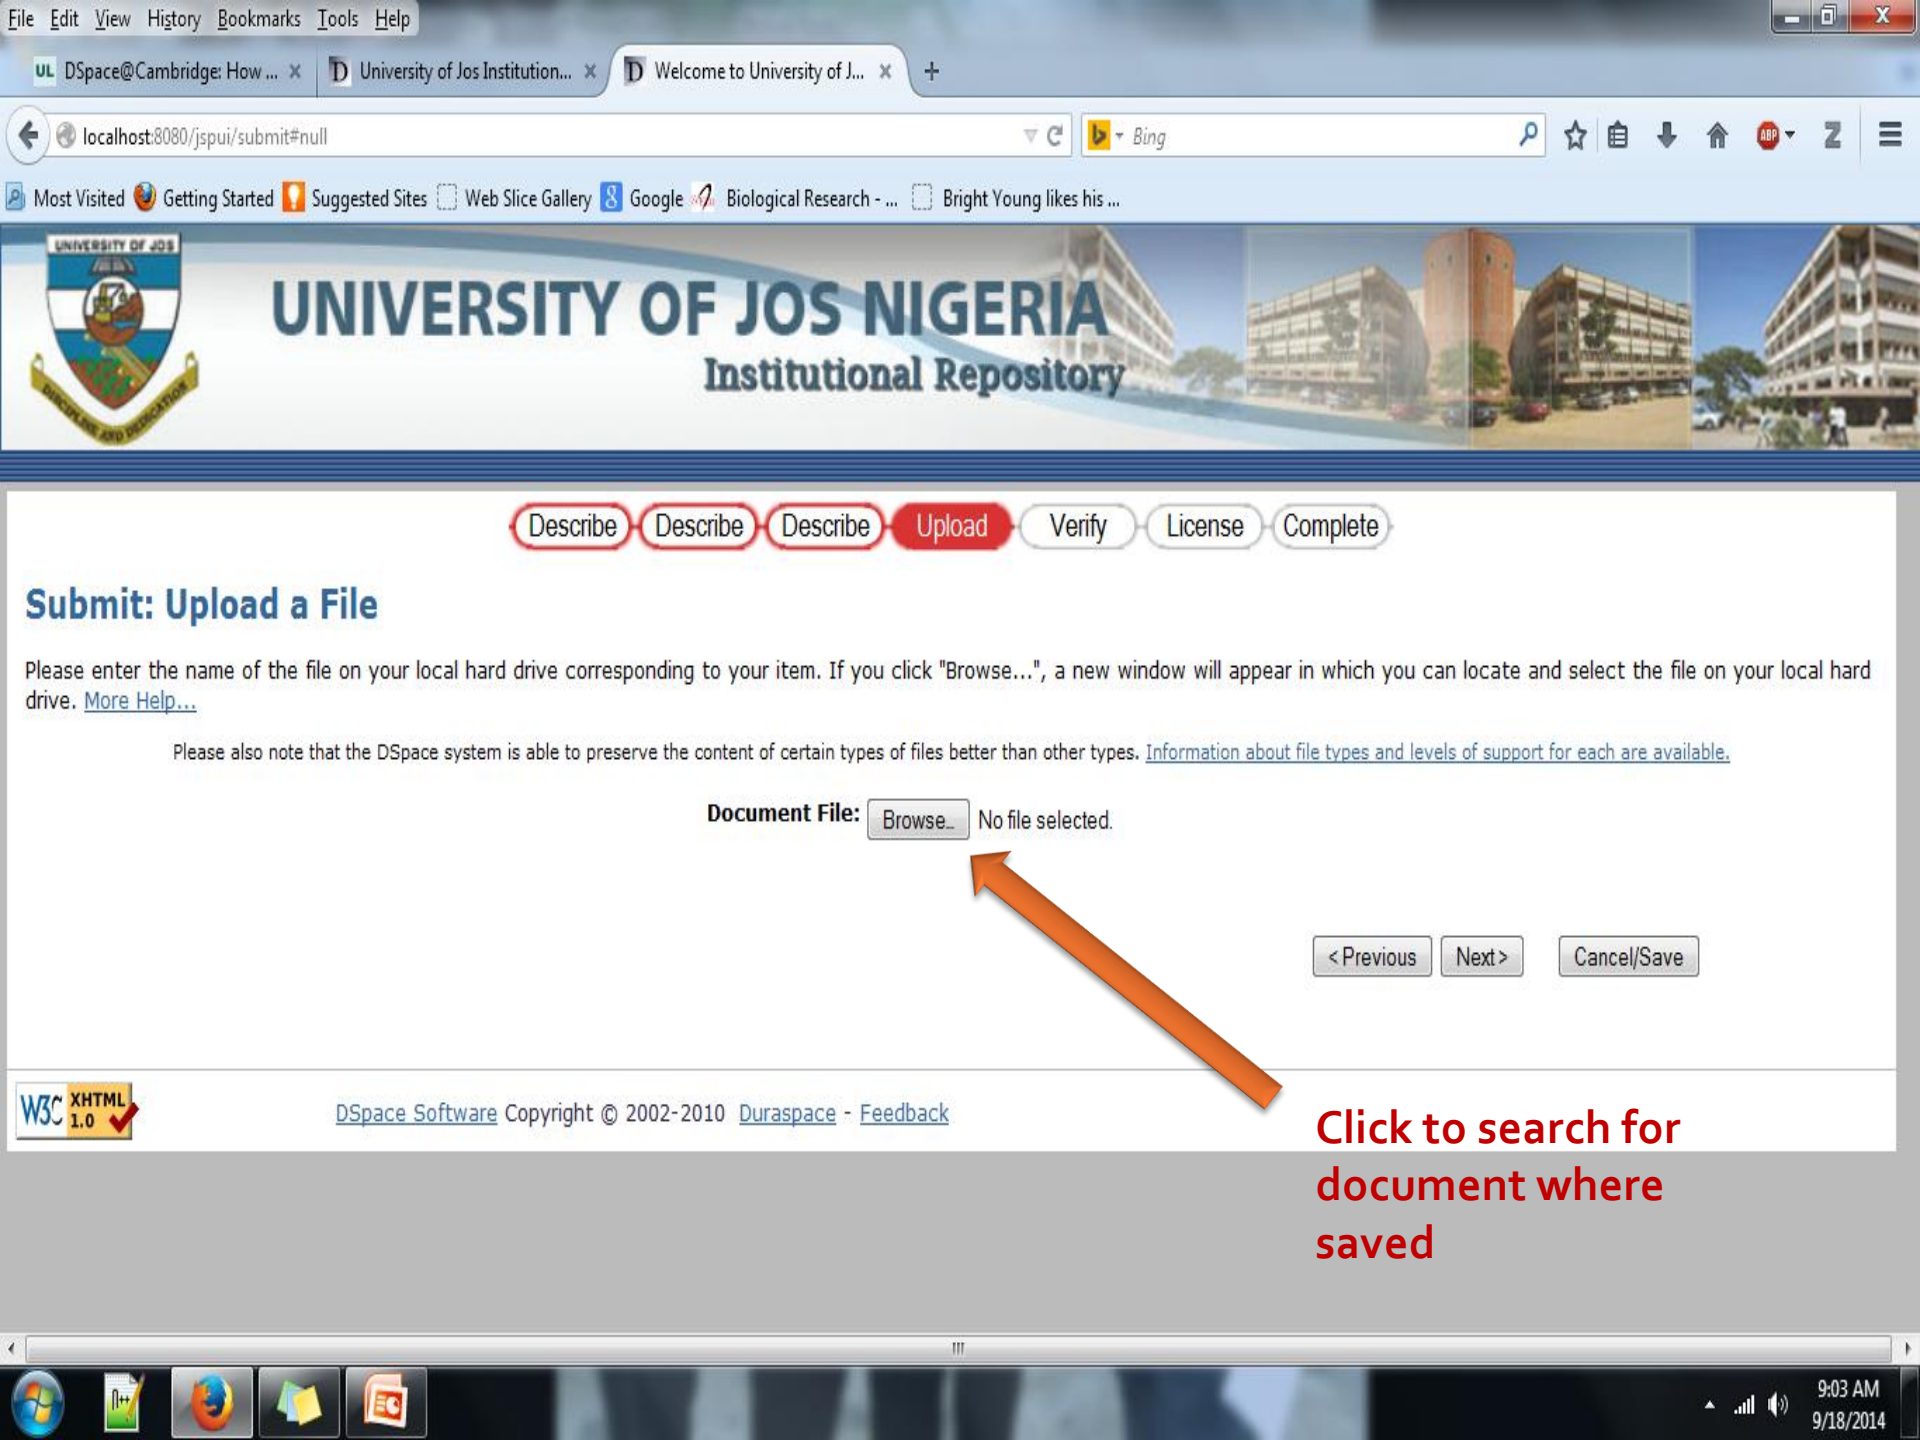 File Edit View History Bookmarks Tools Help
UL DSpace@Cambridge: How ... × D University of Jos Institution... × D Welcome to University of J... × +
localhost:8080/jspui/submit#null Bing ABP Z
Most Visited Getting Started Suggested Sites Web Slice Gallery 8 Google Biological Research - ... Bright Young likes his ...
UNIVERSITY OF JOS
UNIVERSITY OF JOS NIGERIA
Institutional Repository
DISCIPLINE AND DEDICATION
Describe Describe Describe Upload Verify License Complete
Submit: Upload a File
Please enter the name of the file on your local hard drive corresponding to your item. If you click "Browse...", a new window will appear in which you can locate and select the file on your local hard
drive. More Help...
Please also note that the DSpace system is able to preserve the content of certain types of files better than other types. Information about file types and levels of support for each are available.
Document File: Browse... No file selected.
< Previous Next > Cancel/Save
W3C XHTML 1.0
DSpace Software Copyright © 2002-2010 Duraspace - Feedback
Click to search for
document where
saved
9:03 AM
9/18/2014